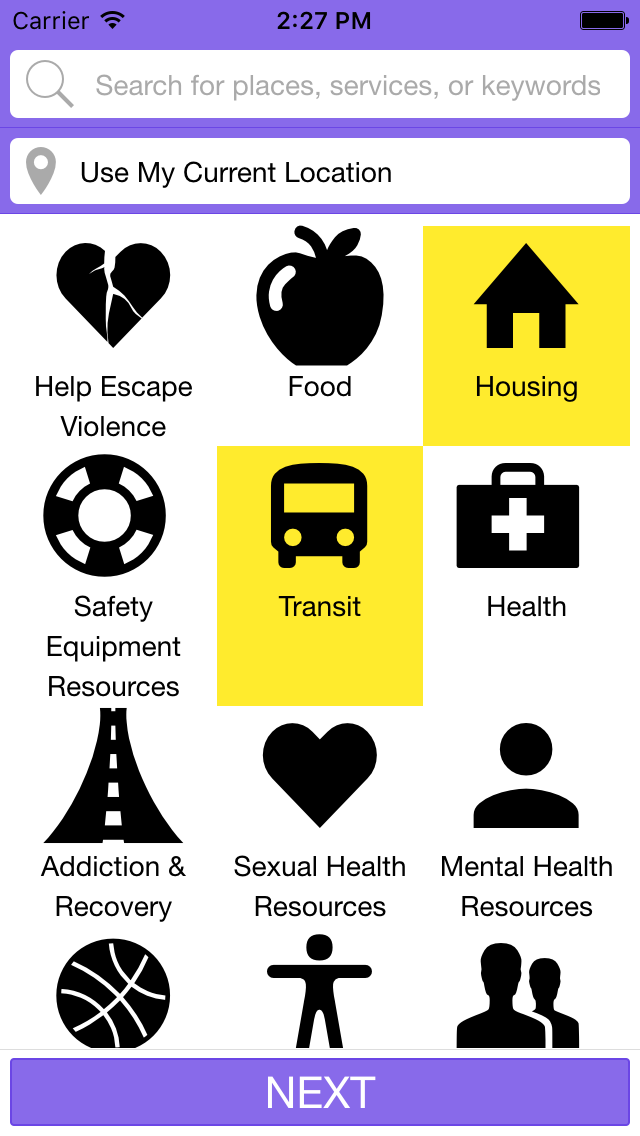 Carrier 2:27 PM
Search for places, services, or keywords
Use My Current Location
Help Escape
Violence
Food
Housing
Safety
Equipment
Resources
Transit
Health
Addiction &
Recovery
Sexual Health
Resources
Mental Health
Resources
NEXT